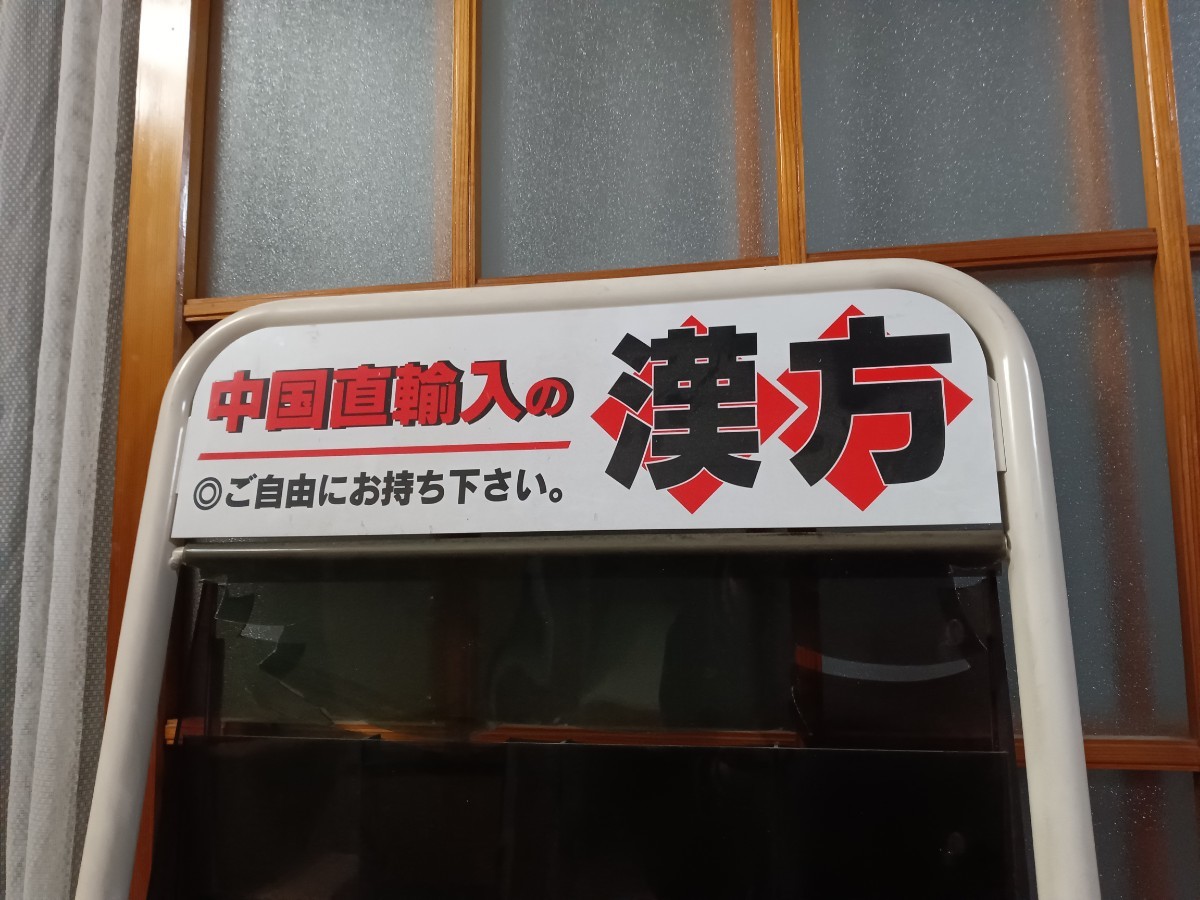 中国直輸入の
漢方
◎ご自由にお持ち下さい。